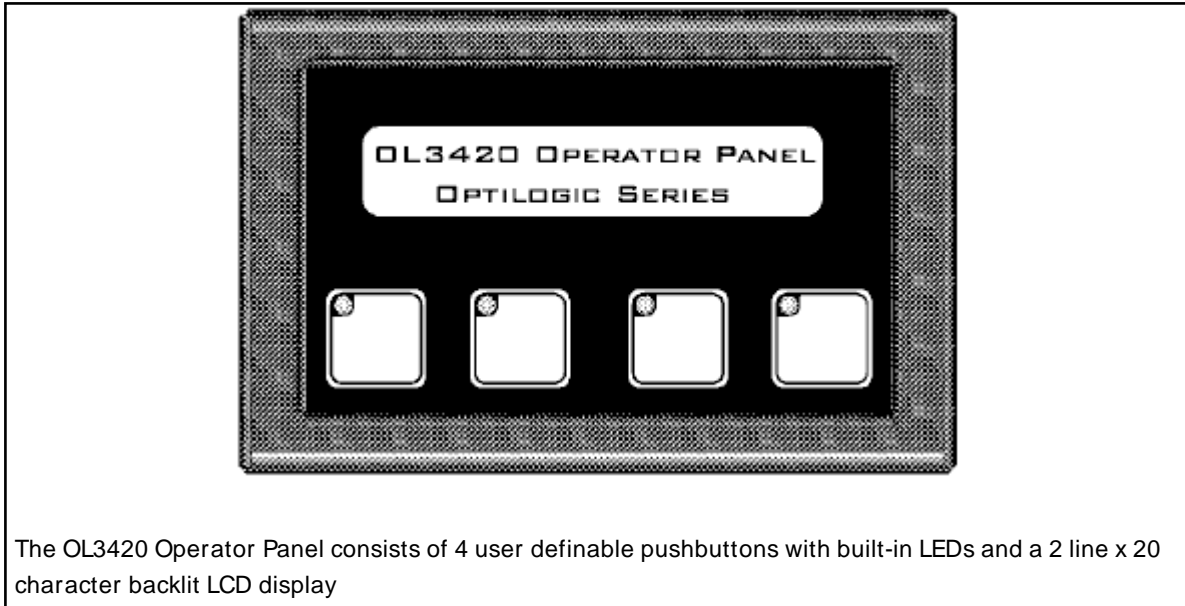 OL3420 OPERATOR PANEL
OPTILOGIC SERIES
The OL3420 Operator Panel consists of 4 user definable pushbuttons with built-in LEDs and a 2 line x 20
character backlit LCD display